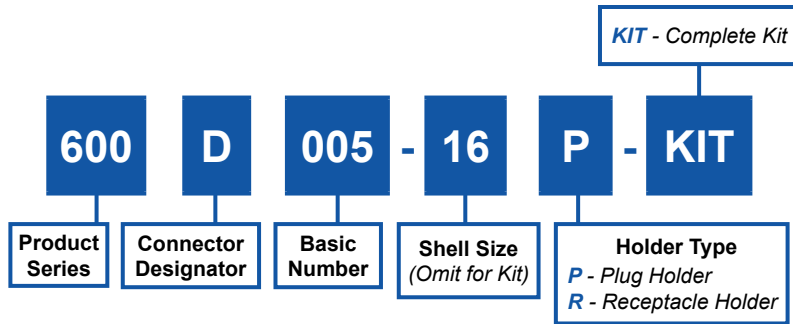 KIT - Complete Kit
600 D 005 - 16 P - KIT
Product
Series
Connector
Designator
Basic
Number
Shell Size
(Omit for Kit)
Holder Type
P - Plug Holder
R - Receptacle Holder